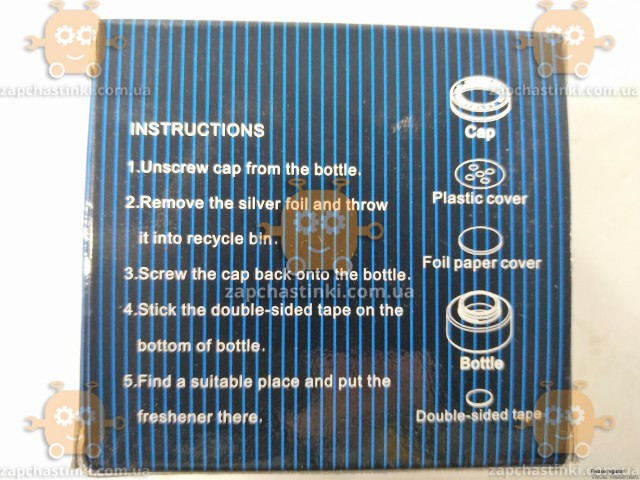 zapchastinki.com.ua
zapchastinki.com.ua
INSTRUCTIONS
1.Unscrew cap from the bottle.
2.Remove the silver foil and throw
it into recycle bin.
3.Screw the cap back onto the bottle.
zapchastinki.com.ua
4.Stick the double-sided tape on the
bottom of bottle.
5.Find a suitable place and put the
freshener there.
Cap
Plastic cover
Foil paper cover
Bottle
Double-sided tape
zapchastinki.com.ua
zapchastinki.com.ua